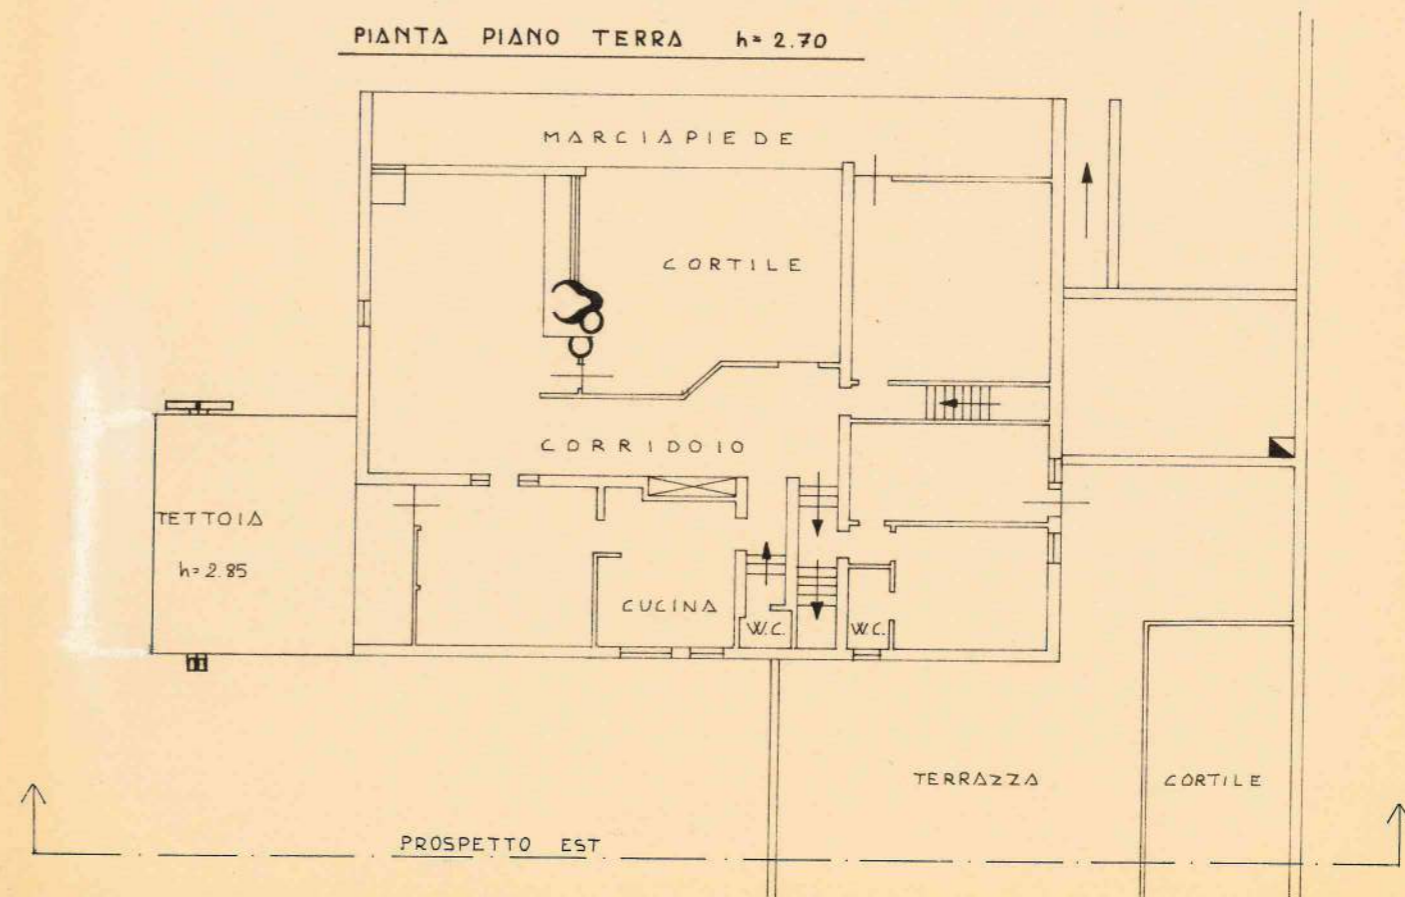 PIANTA PIANO TERRA h=2.70
MARCIAPIEDE
CORTILE
CORRIDOIO
TETTOIA
h=2.85
CUCINA
W.C.
W.C.
TERRAZZA
CORTILE
PROSPETTO EST